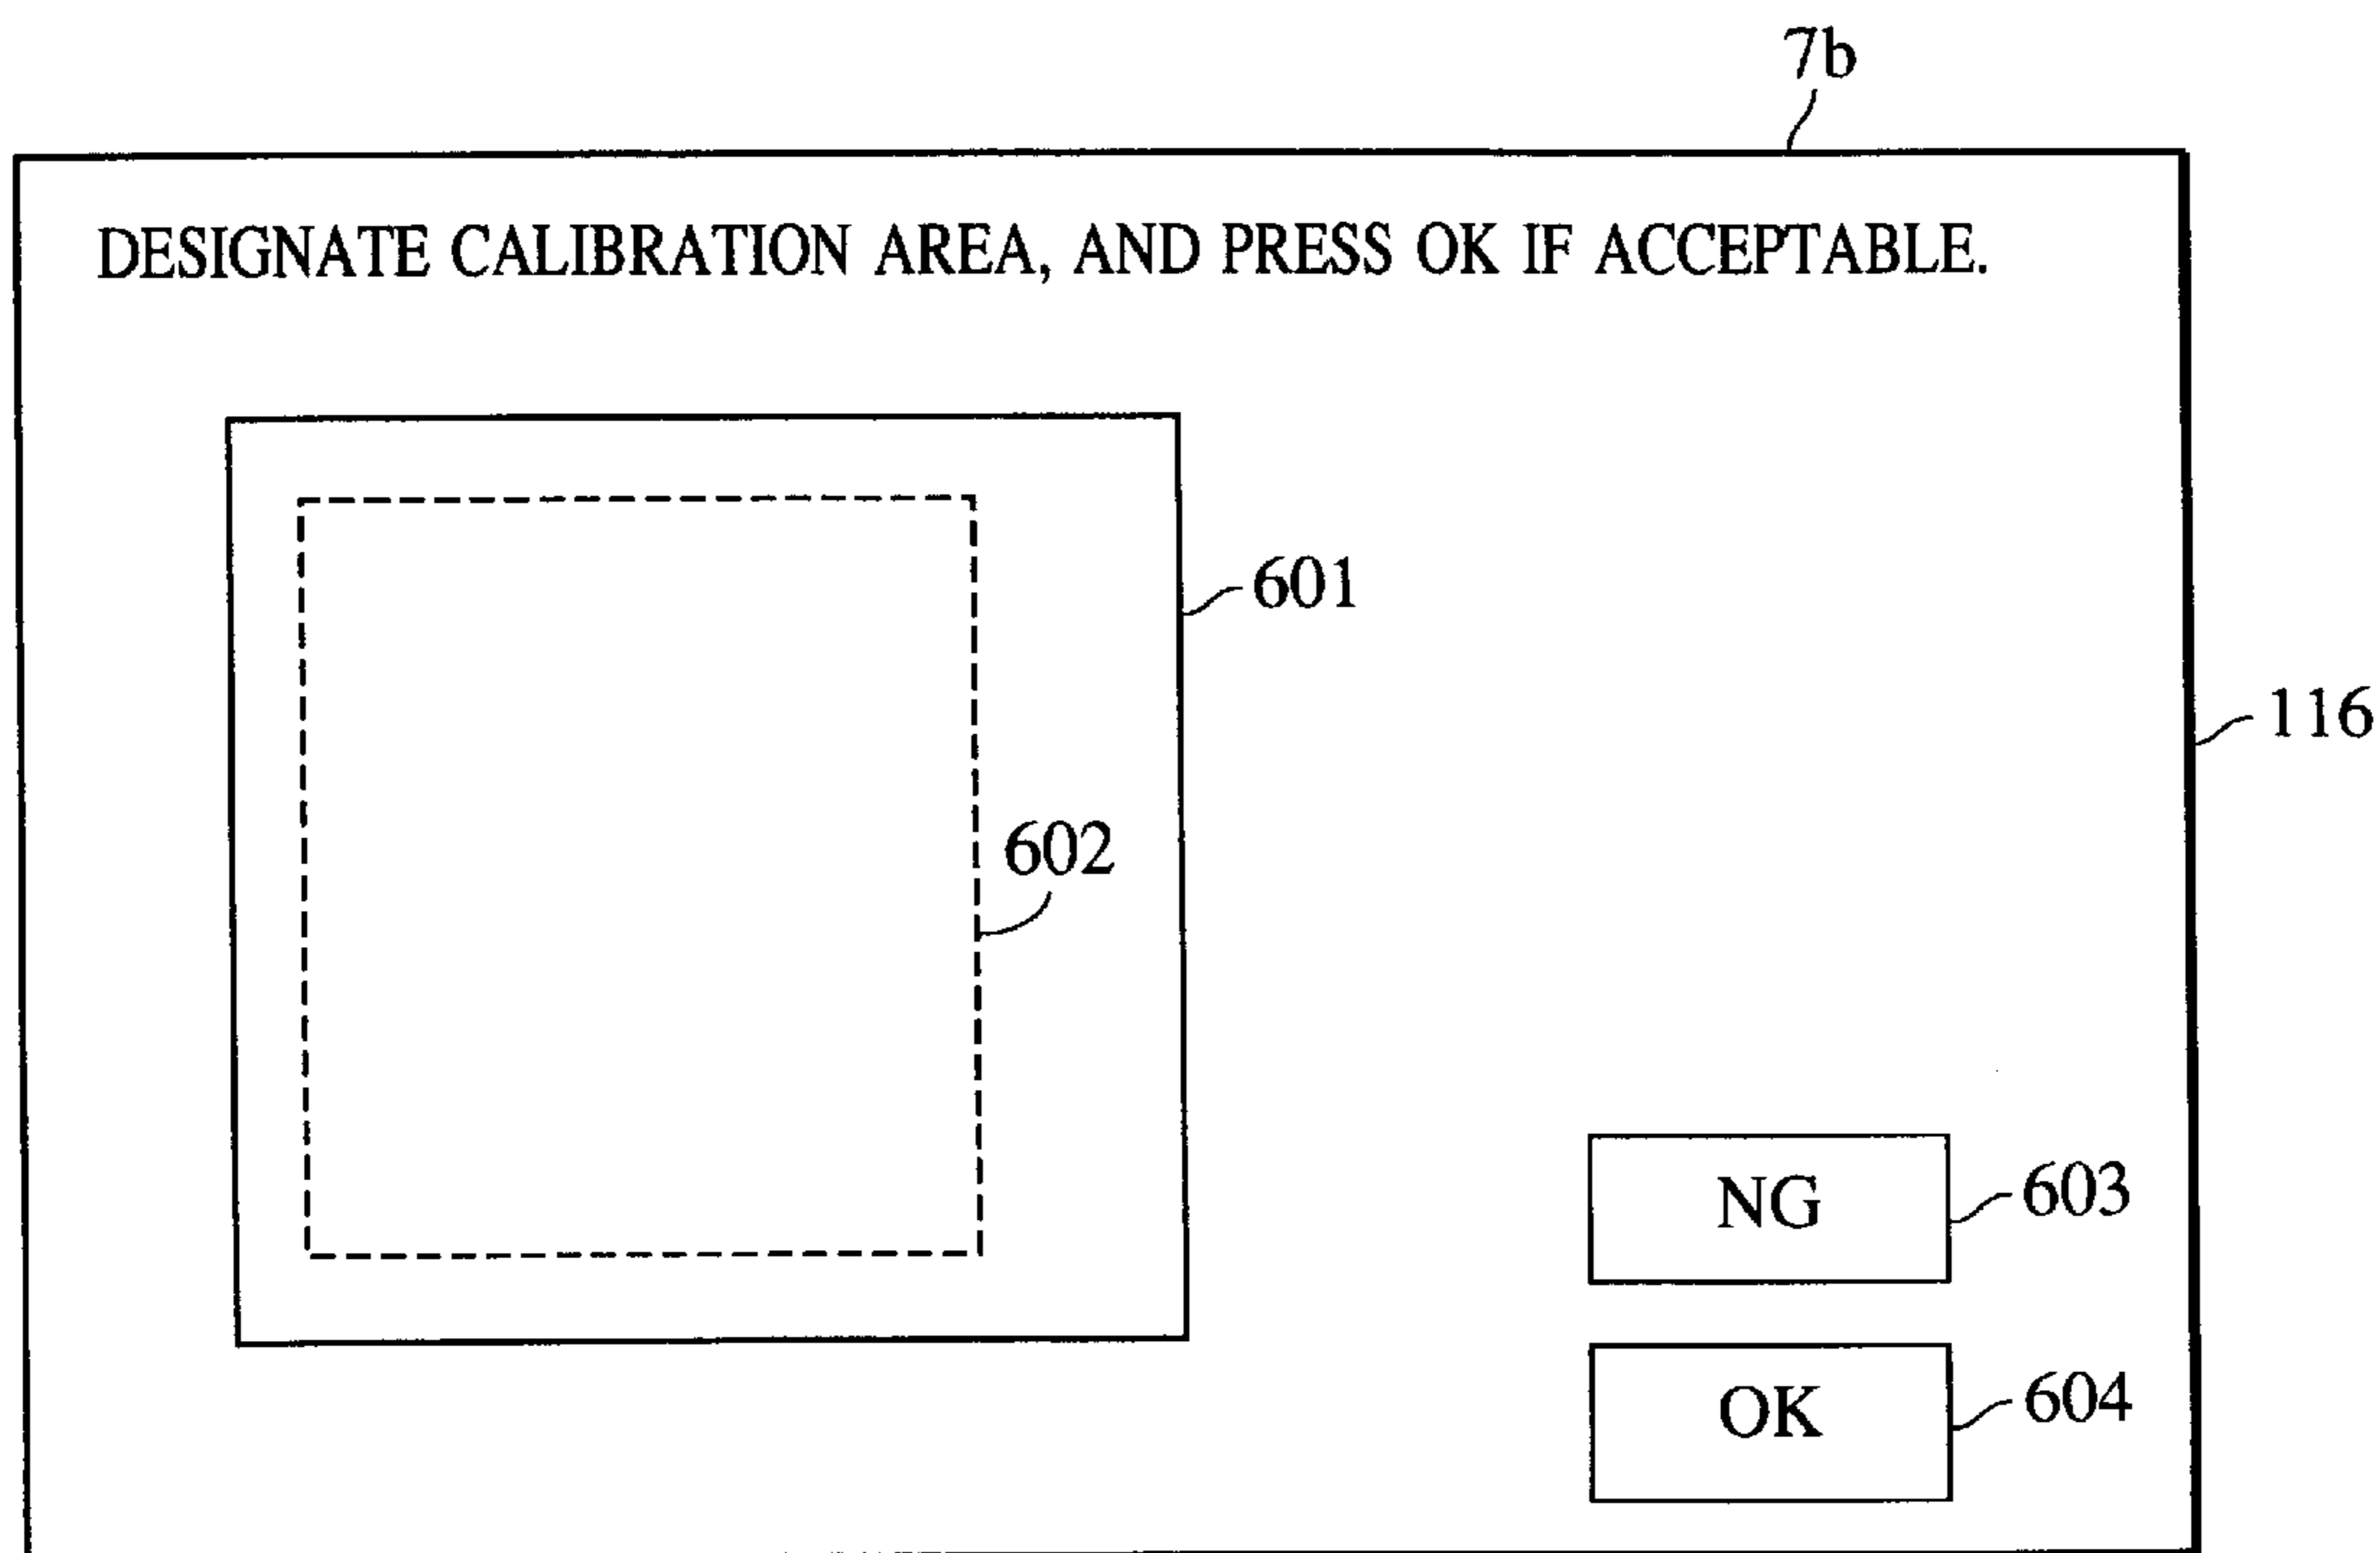 7b
DESIGNATE CALIBRATION AREA, AND PRESS OK IF ACCEPTABLE.
601
116
602
NG
603
OK
604